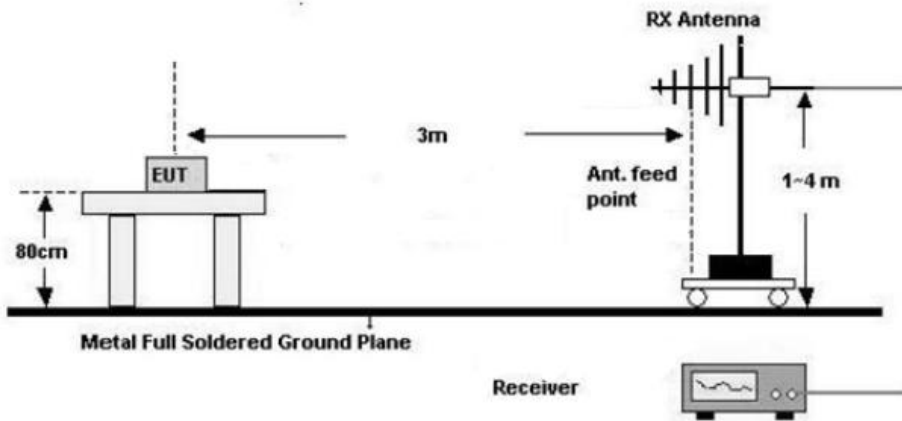 RX Antenna
3m
EUT
Ant. feed
point
1~4 m
80cm
Metal Full Soldered Ground Plane
Receiver